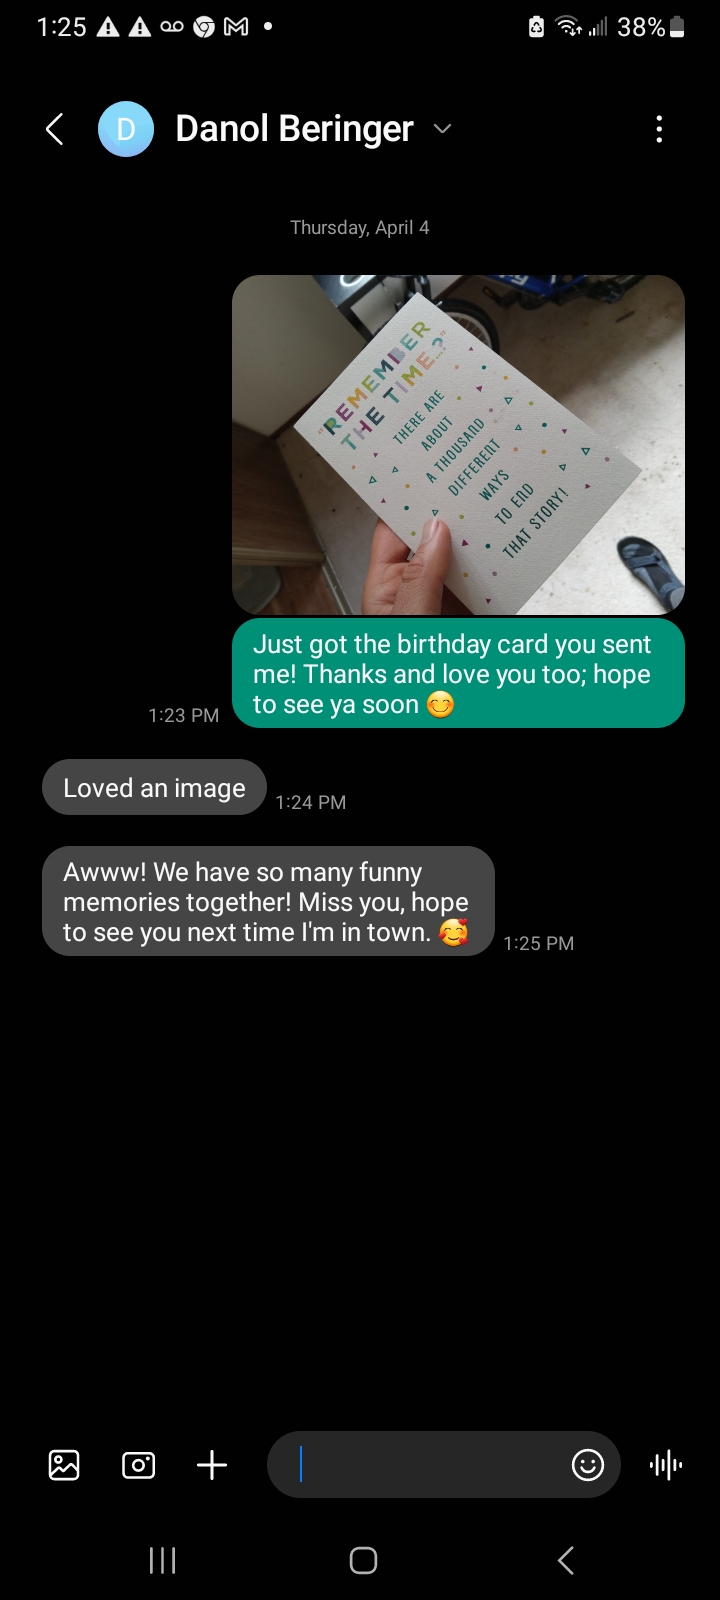 1:25
38%
D
Danol Beringer
Thursday, April 4
"REMEMBER
THE TIME...?"
THERE ARE
ABOUT
A THOUSAND
DIFFERENT
WAYS
TO END
THAT STORY!
Just got the birthday card you sent
me! Thanks and love you too; hope
to see ya soon 😊
1:23 PM
Loved an image
1:24 PM
Awww! We have so many funny
memories together! Miss you, hope
to see you next time I'm in town. 🥰
1:25 PM